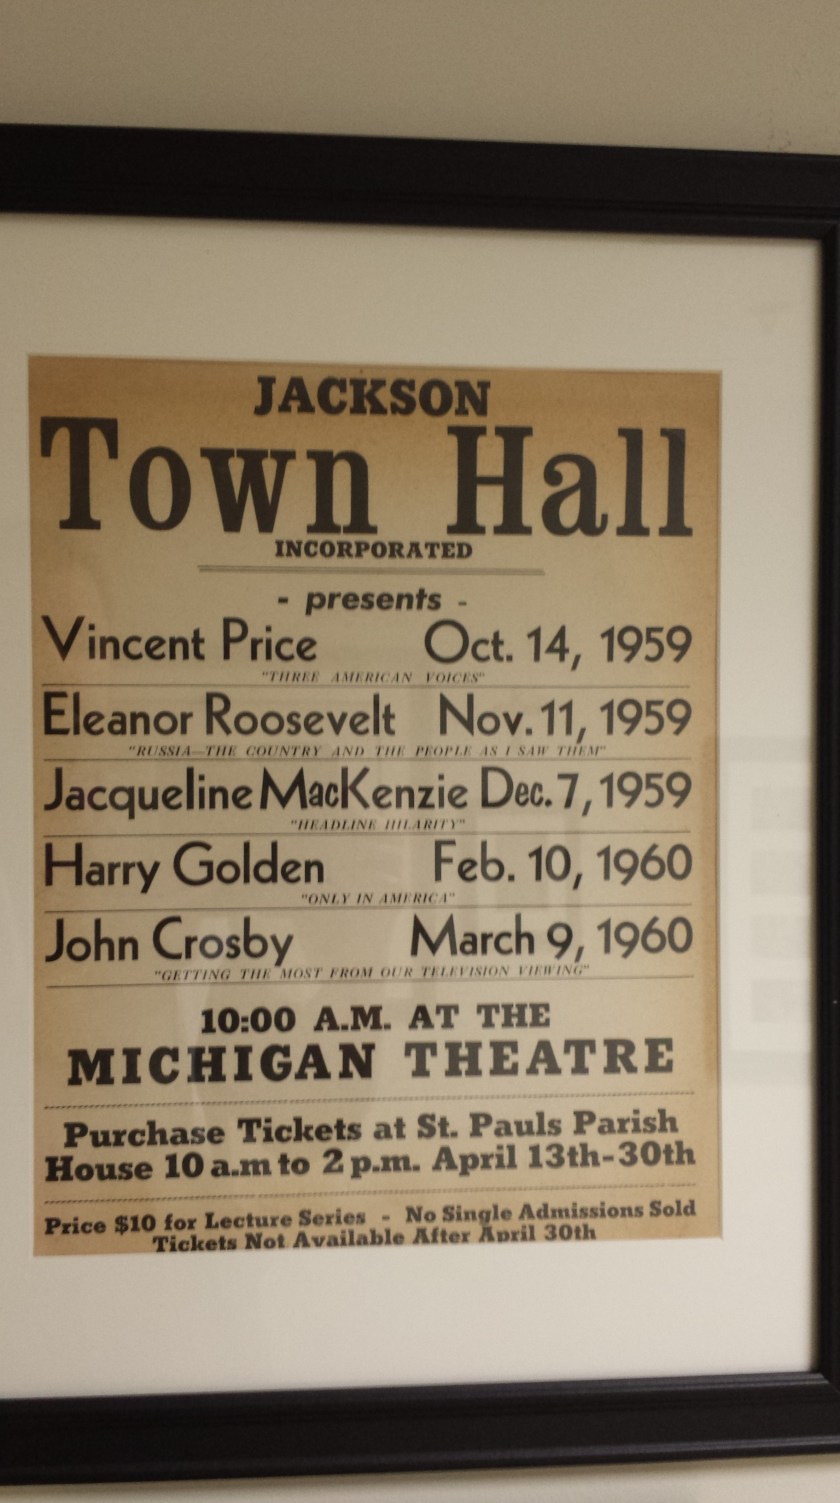 JACKSON
Town Hall
INCORPORATED
- presents -
Vincent Price Oct. 14, 1959
"THREE AMERICAN VOICES"
Eleanor Roosevelt Nov. 11, 1959
"RUSSIA—THE COUNTRY AND THE PEOPLE AS I SAW THEM"
Jacqueline MacKenzie Dec. 7, 1959
"HEADLINE HILARITY"
Harry Golden Feb. 10, 1960
"ONLY IN AMERICA"
John Crosby March 9, 1960
"GETTING THE MOST FROM OUR TELEVISION VIEWING"
10:00 A.M. AT THE
MICHIGAN THEATRE
Purchase Tickets at St. Pauls Parish
House 10 a.m to 2 p.m. April 13th-30th
Price $10 for Lecture Series - No Single Admissions Sold
Tickets Not Available After April 30th